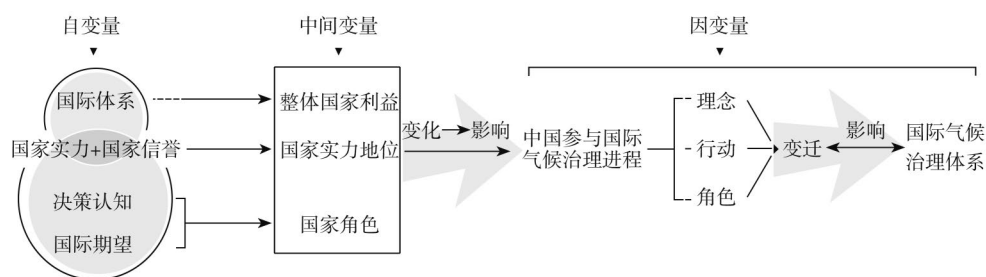 自变量
中间变量
因变量
国际体系
国家实力+国家信誉
决策认知
国际期望
整体国家利益
国家实力地位
国家角色
变化
影响
中国参与国际
气候治理进程
理念
行动
角色
变迁
影响
国际气候
治理体系